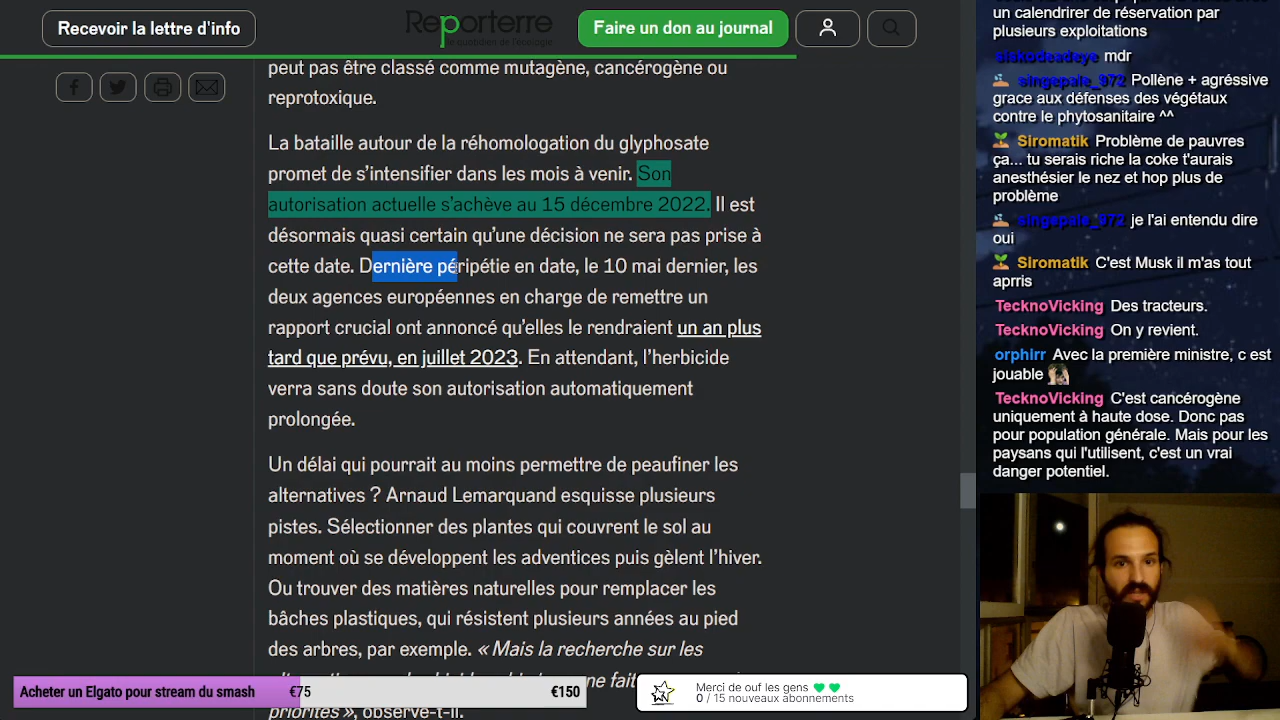 Recevoir la lettre d'info
Reporterre
le quotidien de l'écologie
Faire un don au journal
peut pas être classé comme mutagène, cancérogène ou
reprotoxique.
La bataille autour de la réhomologation du glyphosate
promet de s'intensifier dans les mois à venir. Son
autorisation actuelle s'achève au 15 décembre 2022. Il est
désormais quasi certain qu'une décision ne sera pas prise à
cette date. Dernière péripétie en date, le 10 mai dernier, les
deux agences européennes en charge de remettre un
rapport crucial ont annoncé qu'elles le rendraient un an plus
tard que prévu, en juillet 2023. En attendant, l'herbicide
verra sans doute son autorisation automatiquement
prolongée.
Un délai qui pourrait au moins permettre de peaufiner les
alternatives ? Arnaud Lemarquand esquisse plusieurs
pistes. Sélectionner des plantes qui couvrent le sol au
moment où se développent les adventices puis gèlent l'hiver.
Ou trouver des matières naturelles pour remplacer les
bâches plastiques, qui résistent plusieurs années au pied
des arbres, par exemple. « Mais la recherche sur les
priorités », observe-t-il.
Acheter un Elgato pour stream du smash
€75
€150
Merci de ouf les gens
0 / 15 nouveaux abonnements
un calendrirer de réservation par
plusieurs exploitations
siskodeadeye mdr
singepale_972 Pollène + agréssive
grace aux défenses des végétaux
contre le phytosanitaire ^^
Siromatik Problème de pauvres
ça... tu serais riche la coke t'aurais
anesthésier le nez et hop plus de
problème
singepale_972 je l'ai entendu dire
oui
Siromatik C'est Musk il m'as tout
aprris
TecknoVicking Des tracteurs.
TecknoVicking On y revient.
orphirr Avec la première ministre, c est
jouable
TecknoVicking C'est cancérogène
uniquement à haute dose. Donc pas
pour population générale. Mais pour les
paysans qui l'utilisent, c'est un vrai
danger potentiel.